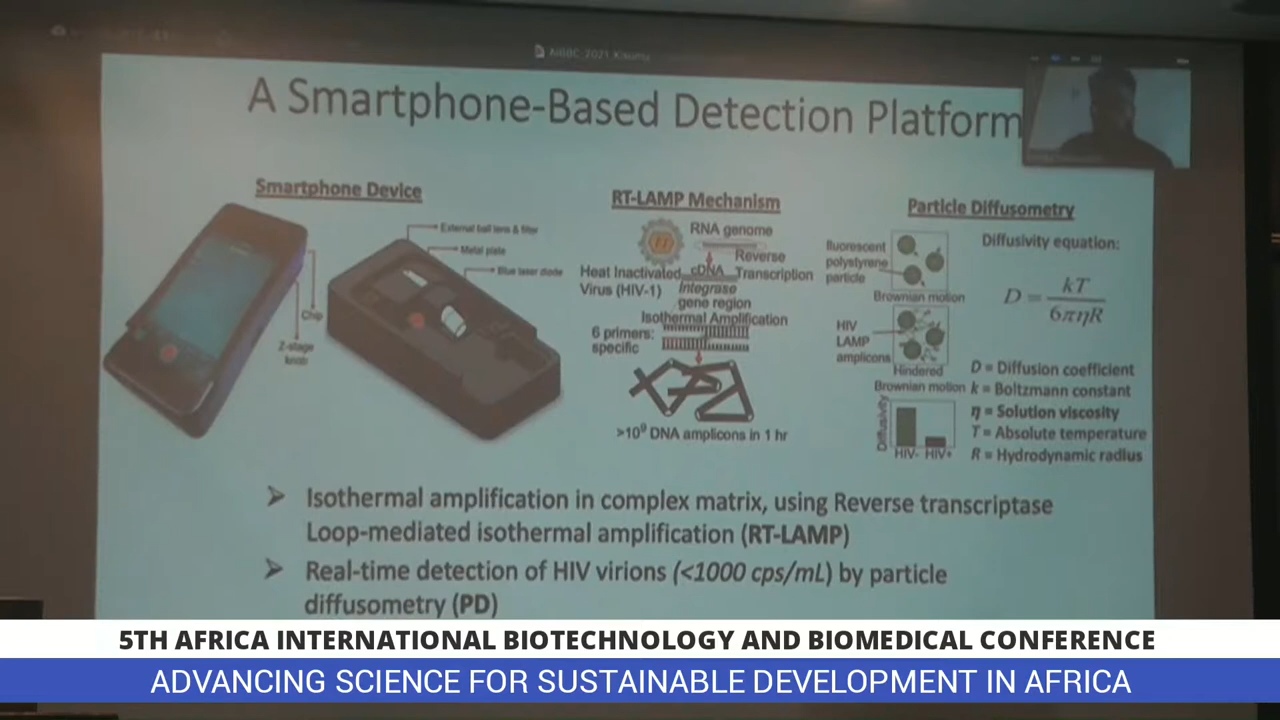 AIBBC 2021 Kisumu
A Smartphone-Based Detection Platform
Smartphone Device
External ball lens & filter
Metal plate
Blue laser diode
Chip
Z-stage
knob
RT-LAMP Mechanism
RNA genome
Reverse
Transcription
Heat Inactivated
Virus (HIV-1)
cDNA
Integrase
gene region
Isothermal Amplification
6 primers:
specific
>10⁹ DNA amplicons in 1 hr
Particle Diffusometry
fluorescent
polystyrene
particle
Brownian motion
HIV
LAMP
amplicons
Hindered
Brownian motion
Diffusivity
HIV- HIV+
Diffusivity equation:
D = kT / 6πηR
D = Diffusion coefficient
k = Boltzmann constant
η = Solution viscosity
T = Absolute temperature
R = Hydrodynamic radius
➢ Isothermal amplification in complex matrix, using Reverse transcriptase
Loop-mediated isothermal amplification (RT-LAMP)
➢ Real-time detection of HIV virions (<1000 cps/mL) by particle
diffusometry (PD)
5TH AFRICA INTERNATIONAL BIOTECHNOLOGY AND BIOMEDICAL CONFERENCE
ADVANCING SCIENCE FOR SUSTAINABLE DEVELOPMENT IN AFRICA